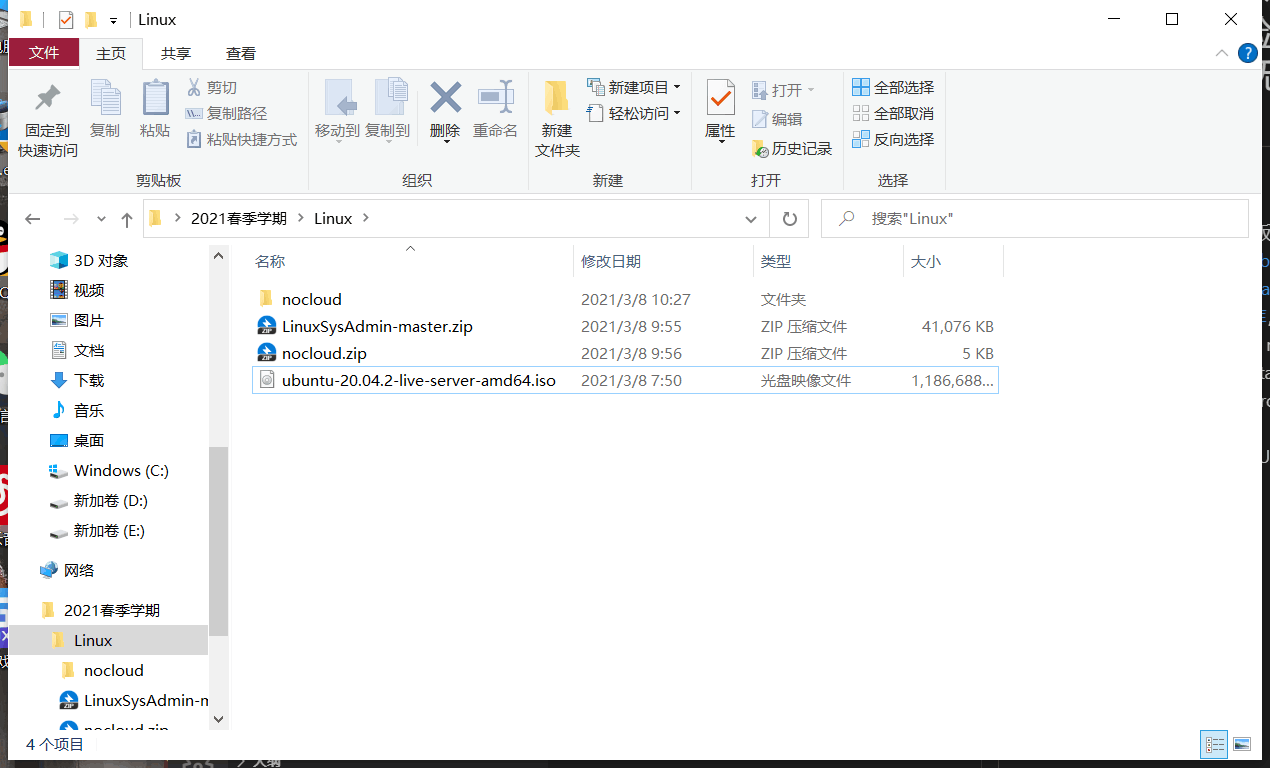 Linux
文件 主页 共享 查看
固定到
快速访问
复制
粘贴
剪切
复制路径
粘贴快捷方式
剪贴板
移动到
复制到
删除
重命名
组织
新建
文件夹
新建项目
轻松访问
新建
属性
打开
编辑
历史记录
打开
全部选择
全部取消
反向选择
选择
2021春季学期 Linux
搜索"Linux"
3D 对象
视频
图片
文档
下载
音乐
桌面
Windows (C:)
新加卷 (D:)
新加卷 (E:)
网络
2021春季学期
Linux
nocloud
LinuxSysAdmin-m
nocloud.zip
名称 修改日期 类型 大小
nocloud 2021/3/8 10:27 文件夹
LinuxSysAdmin-master.zip 2021/3/8 9:55 ZIP 压缩文件 41,076 KB
nocloud.zip 2021/3/8 9:56 ZIP 压缩文件 5 KB
ubuntu-20.04.2-live-server-amd64.iso 2021/3/8 7:50 光盘映像文件 1,186,688...
4 个项目